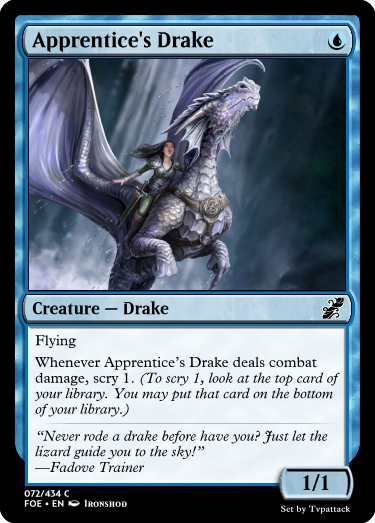 Apprentice's Drake
Creature — Drake
Flying
Whenever Apprentice's Drake deals combat
damage, scry 1. (To scry 1, look at the top card of
your library. You may put that card on the bottom
of your library.)
"Never rode a drake before have you? Just let the
lizard guide you to the sky!"
—Fadove Trainer
1/1
072/434 C
FOE • EN Ironshod
Set by Tvpattack